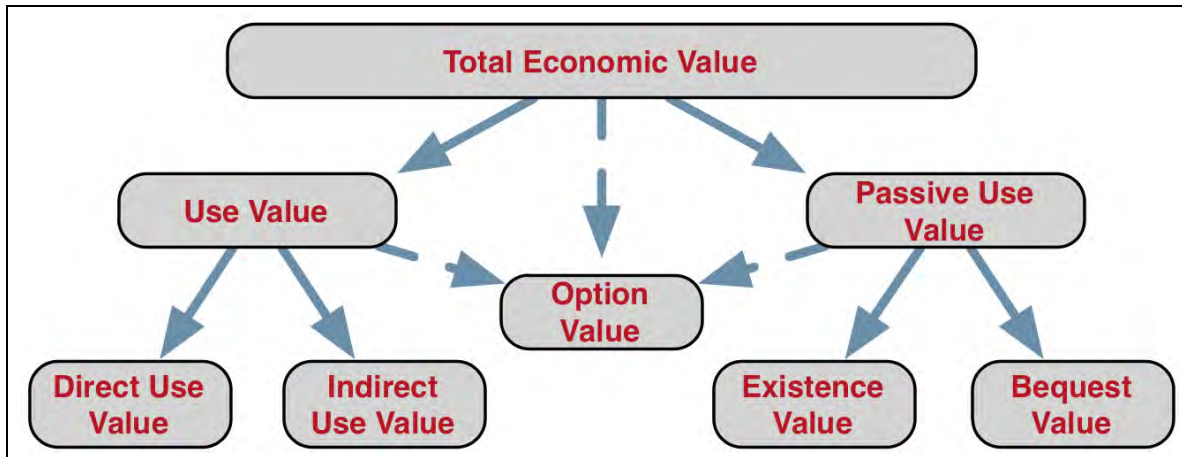 Total Economic Value
Use Value
Passive Use
Value
Option
Value
Direct Use
Value
Indirect
Use Value
Existence
Value
Bequest
Value